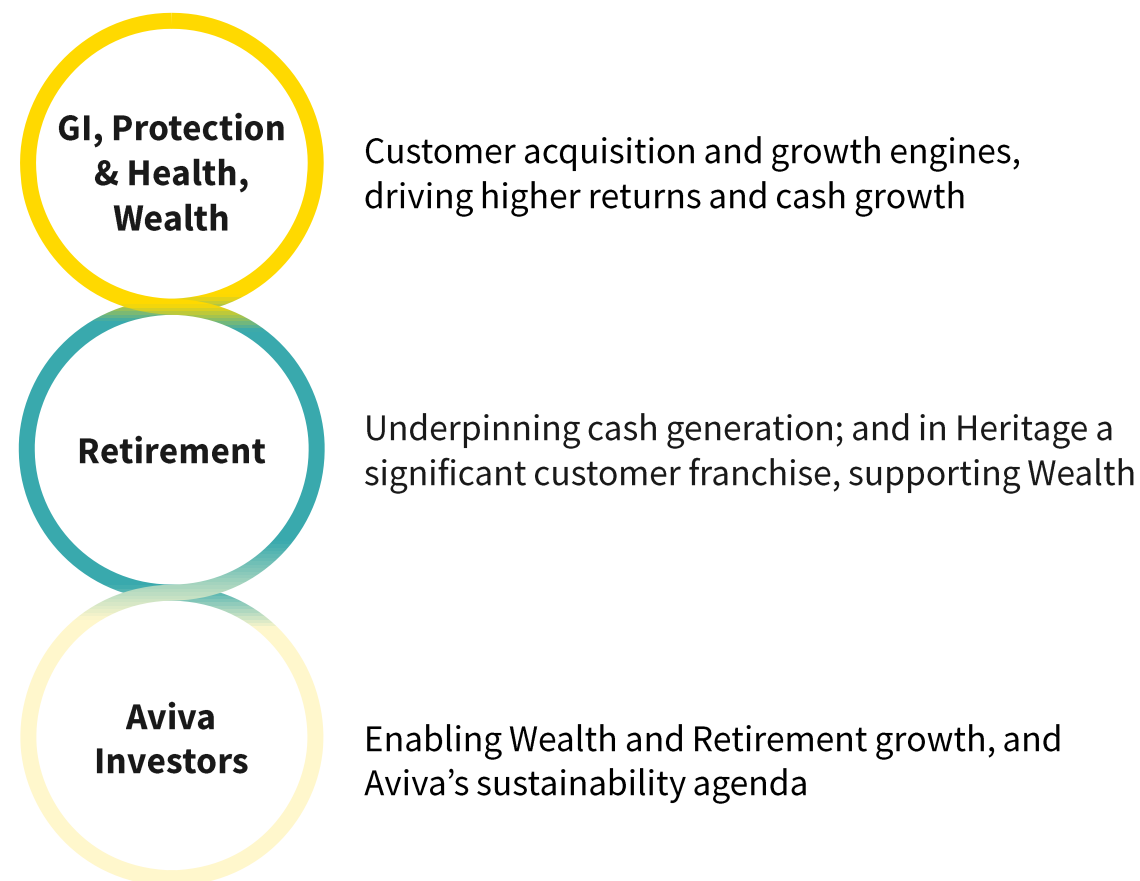 GI, Protection
& Health,
Wealth
Customer acquisition and growth engines,
driving higher returns and cash growth
Retirement
Underpinning cash generation; and in Heritage a
significant customer franchise, supporting Wealth
Aviva
Investors
Enabling Wealth and Retirement growth, and
Aviva’s sustainability agenda